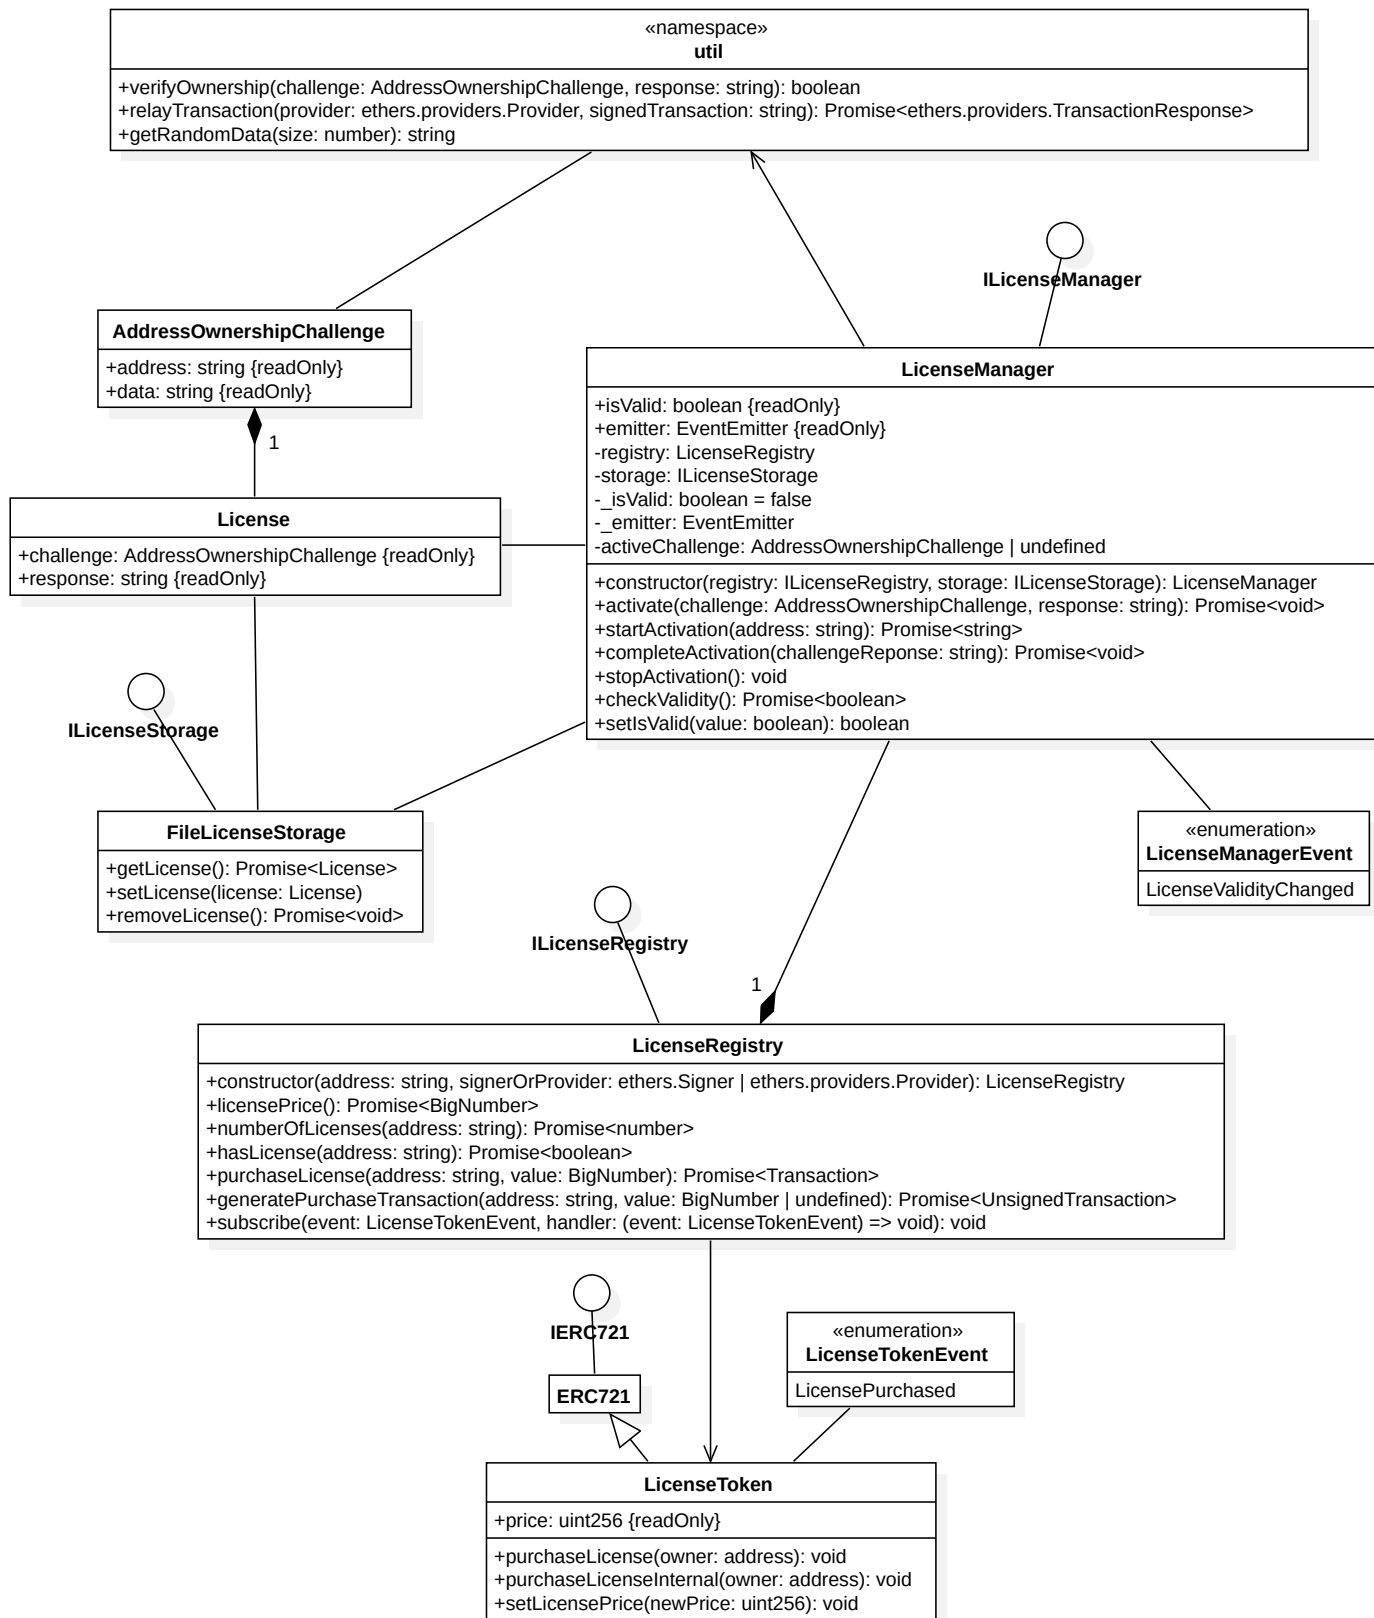 «namespace»
util
+verifyOwnership(challenge: AddressOwnershipChallenge, response: string): boolean
+relayTransaction(provider: ethers.providers.Provider, signedTransaction: string): Promise<ethers.providers.TransactionResponse>
+getRandomData(size: number): string
ILicenseManager
AddressOwnershipChallenge
+address: string {readOnly}
+data: string {readOnly}
1
LicenseManager
+isValid: boolean {readOnly}
+emitter: EventEmitter {readOnly}
-registry: LicenseRegistry
-storage: ILicenseStorage
-_isValid: boolean = false
-_emitter: EventEmitter
-activeChallenge: AddressOwnershipChallenge | undefined
+constructor(registry: ILicenseRegistry, storage: ILicenseStorage): LicenseManager
+activate(challenge: AddressOwnershipChallenge, response: string): Promise<void>
+startActivation(address: string): Promise<string>
+completeActivation(challengeReponse: string): Promise<void>
+stopActivation(): void
+checkValidity(): Promise<boolean>
+setIsValid(value: boolean): boolean
License
+challenge: AddressOwnershipChallenge {readOnly}
+response: string {readOnly}
ILicenseStorage
FileLicenseStorage
+getLicense(): Promise<License>
+setLicense(license: License)
+removeLicense(): Promise<void>
«enumeration»
LicenseManagerEvent
LicenseValidityChanged
ILicenseRegistry
1
LicenseRegistry
+constructor(address: string, signerOrProvider: ethers.Signer | ethers.providers.Provider): LicenseRegistry
+licensePrice(): Promise<BigNumber>
+numberOfLicenses(address: string): Promise<number>
+hasLicense(address: string): Promise<boolean>
+purchaseLicense(address: string, value: BigNumber): Promise<Transaction>
+generatePurchaseTransaction(address: string, value: BigNumber | undefined): Promise<UnsignedTransaction>
+subscribe(event: LicenseTokenEvent, handler: (event: LicenseTokenEvent) => void): void
IERC721
ERC721
«enumeration»
LicenseTokenEvent
LicensePurchased
LicenseToken
+price: uint256 {readOnly}
+purchaseLicense(owner: address): void
+purchaseLicenseInternal(owner: address): void
+setLicensePrice(newPrice: uint256): void